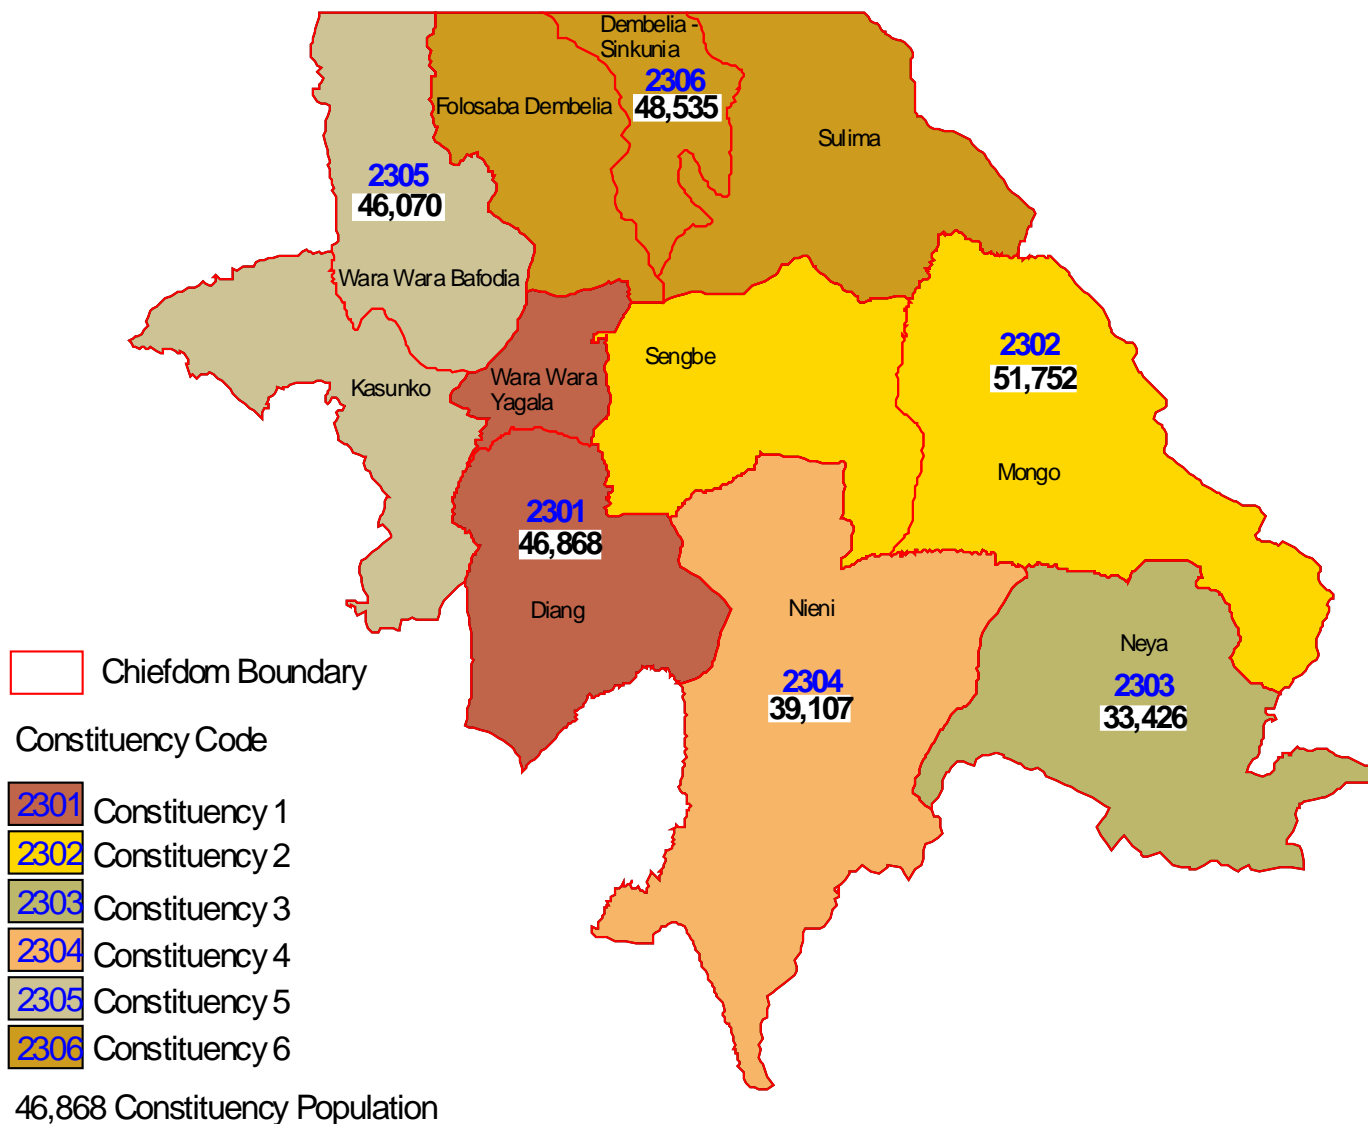 Dembelia -
Sinkunia
2306
48,535
Folosaba Dembelia
Sulima
2305
46,070
Wara Wara Bafodia
Sengbe
2302
51,752
Wara Wara
Yagala
Kasunko
Mongo
2301
46,868
Diang
Nieni
Neya
2304
39,107
2303
33,426
Chiefdom Boundary
Constituency Code
2301 Constituency 1
2302 Constituency 2
2303 Constituency 3
2304 Constituency 4
2305 Constituency 5
2306 Constituency 6
46,868 Constituency Population